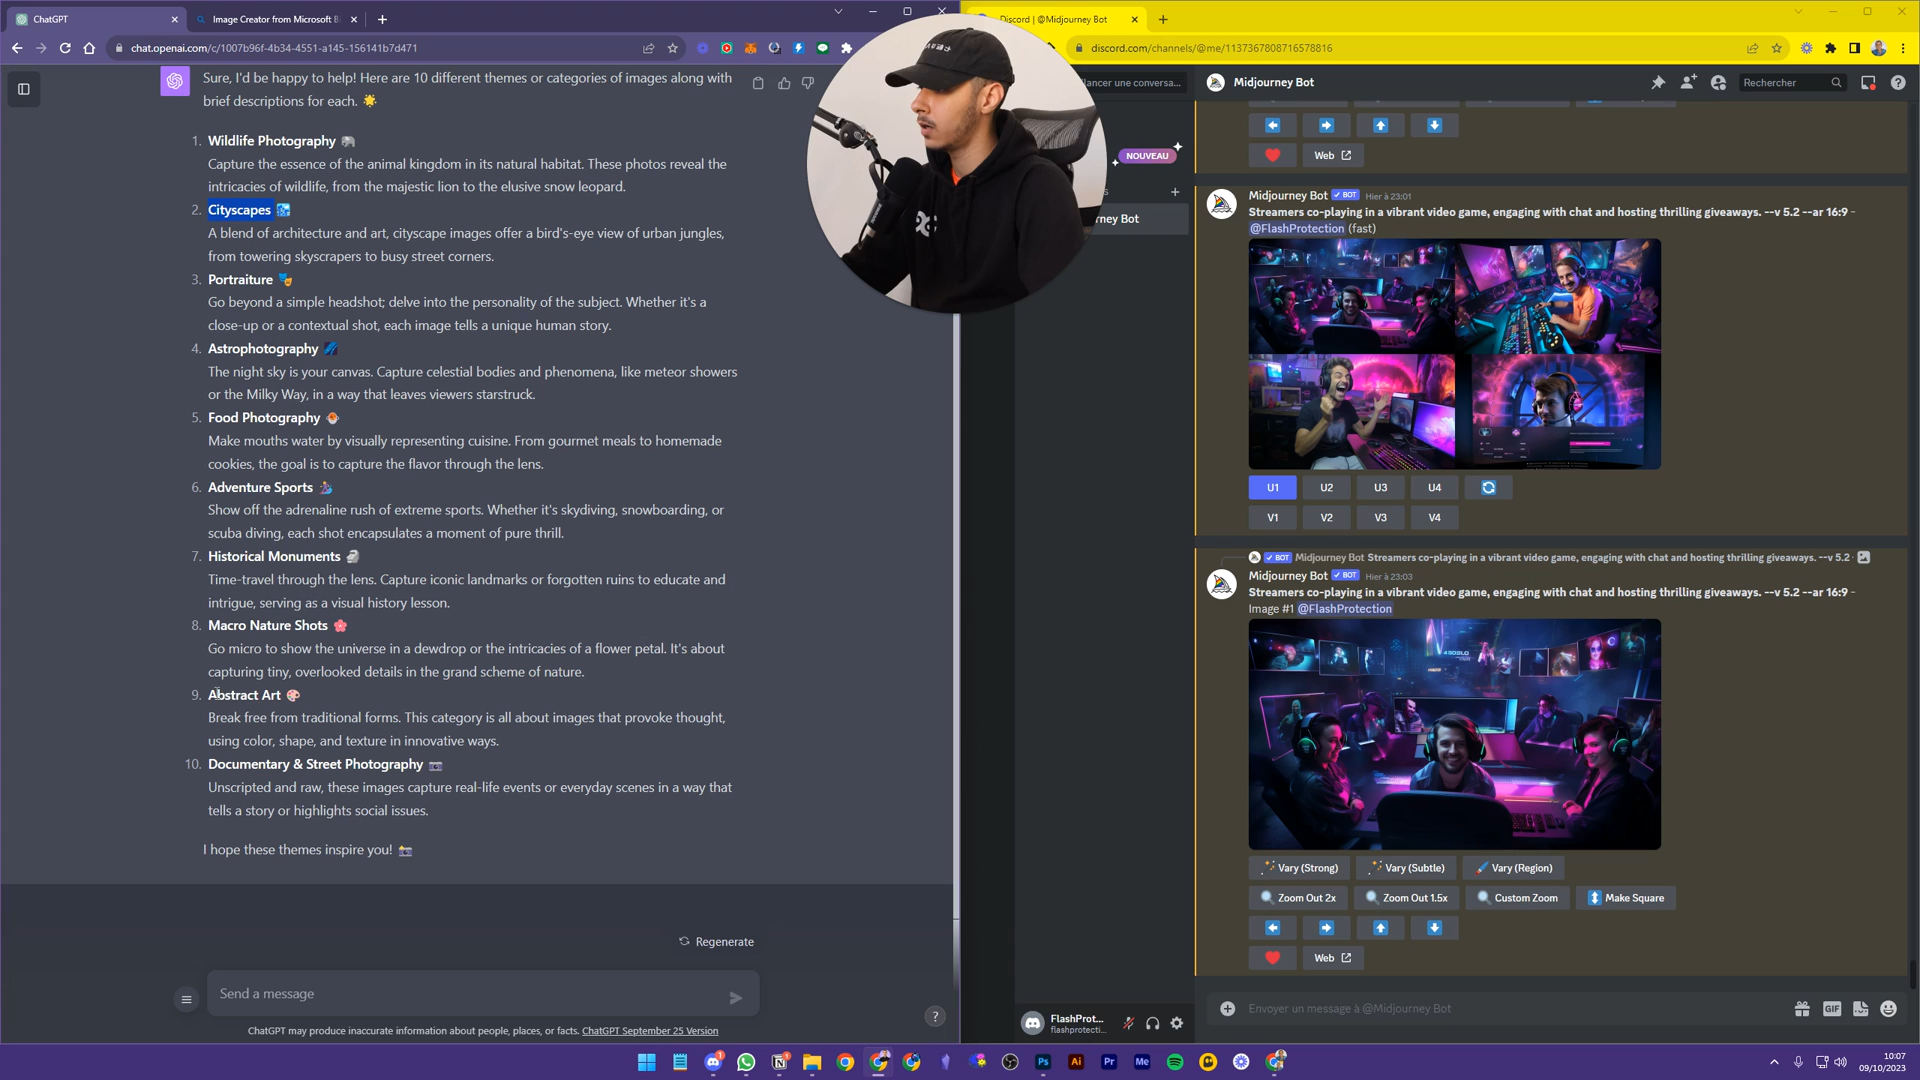 ChatGPT
Image Creator from Microsoft B
Discord | @Midjourney Bot
chat.openai.com/c/1007b96f-4b34-4551-a145-156141b7d471
discord.com/channels/@me/1137367808716578816
Sure, I'd be happy to help! Here are 10 different themes or categories of images along with
brief descriptions for each. 🌟
1. Wildlife Photography 🐘
Capture the essence of the animal kingdom in its natural habitat. These photos reveal the
intricacies of wildlife, from the majestic lion to the elusive snow leopard.
2. Cityscapes
A blend of architecture and art, cityscape images offer a bird's-eye view of urban jungles,
from towering skyscrapers to busy street corners.
3. Portraiture 🎭
Go beyond a simple headshot; delve into the personality of the subject. Whether it's a
close-up or a contextual shot, each image tells a unique human story.
4. Astrophotography 🌌
The night sky is your canvas. Capture celestial bodies and phenomena, like meteor showers
or the Milky Way, in a way that leaves viewers starstruck.
5. Food Photography
Make mouths water by visually representing cuisine. From gourmet meals to homemade
cookies, the goal is to capture the flavor through the lens.
6. Adventure Sports
Show off the adrenaline rush of extreme sports. Whether it's skydiving, snowboarding, or
scuba diving, each shot encapsulates a moment of pure thrill.
7. Historical Monuments 🗿
Time-travel through the lens. Capture iconic landmarks or forgotten ruins to educate and
intrigue, serving as a visual history lesson.
8. Macro Nature Shots 🌸
Go micro to show the universe in a dewdrop or the intricacies of a flower petal. It's about
capturing tiny, overlooked details in the grand scheme of nature.
9. Abstract Art 🎨
Break free from traditional forms. This category is all about images that provoke thought,
using color, shape, and texture in innovative ways.
10. Documentary & Street Photography 📷
Unscripted and raw, these images capture real-life events or everyday scenes in a way that
tells a story or highlights social issues.
I hope these themes inspire you! 📸
Regenerate
Send a message
ChatGPT may produce inaccurate information about people, places, or facts. ChatGPT September 25 Version
?
lancer une conversa...
NOUVEAU
rney Bot
FlashProt...
flashprotecti...
Midjourney Bot
Rechercher
Web
Midjourney Bot ✓ BOT Hier à 23:01
Streamers co-playing in a vibrant video game, engaging with chat and hosting thrilling giveaways. --v 5.2 --ar 16:9 -
@FlashProtection (fast)
U1 U2 U3 U4
V1 V2 V3 V4
✓ BOT Midjourney Bot Streamers co-playing in a vibrant video game, engaging with chat and hosting thrilling giveaways. --v 5.2
Midjourney Bot ✓ BOT Hier à 23:03
Streamers co-playing in a vibrant video game, engaging with chat and hosting thrilling giveaways. --v 5.2 --ar 16:9 -
Image #1 @FlashProtection
Vary (Strong) Vary (Subtle) Vary (Region)
Zoom Out 2x Zoom Out 1.5x Custom Zoom Make Square
Web
Envoyer un message à @Midjourney Bot
GIF
Ps Ai Pr Me
10:07
09/10/2023